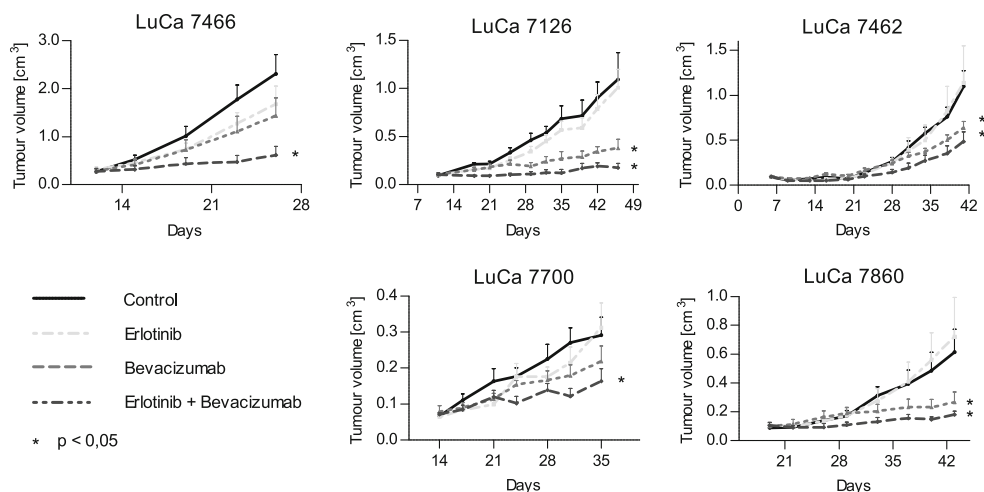 LuCa 7466
Tumour volume [cm³]
3.0
2.0
1.0
0.0
14 21 28
Days
*
LuCa 7126
Tumour volume [cm³]
1.5
1.0
0.5
0.0
7 14 21 28 35 42 49
Days
*
*
LuCa 7462
Tumour volume [cm³]
1.5
1.0
0.5
0.0
0 7 14 21 28 35 42
Days
*
*
Control
Erlotinib
Bevacizumab
Erlotinib + Bevacizumab
* p < 0,05
LuCa 7700
Tumour volume [cm³]
0.4
0.3
0.2
0.1
0.0
14 21 28 35
Days
*
LuCa 7860
Tumour volume [cm³]
1.0
0.8
0.6
0.4
0.2
0.0
21 28 35 42
Days
*
*